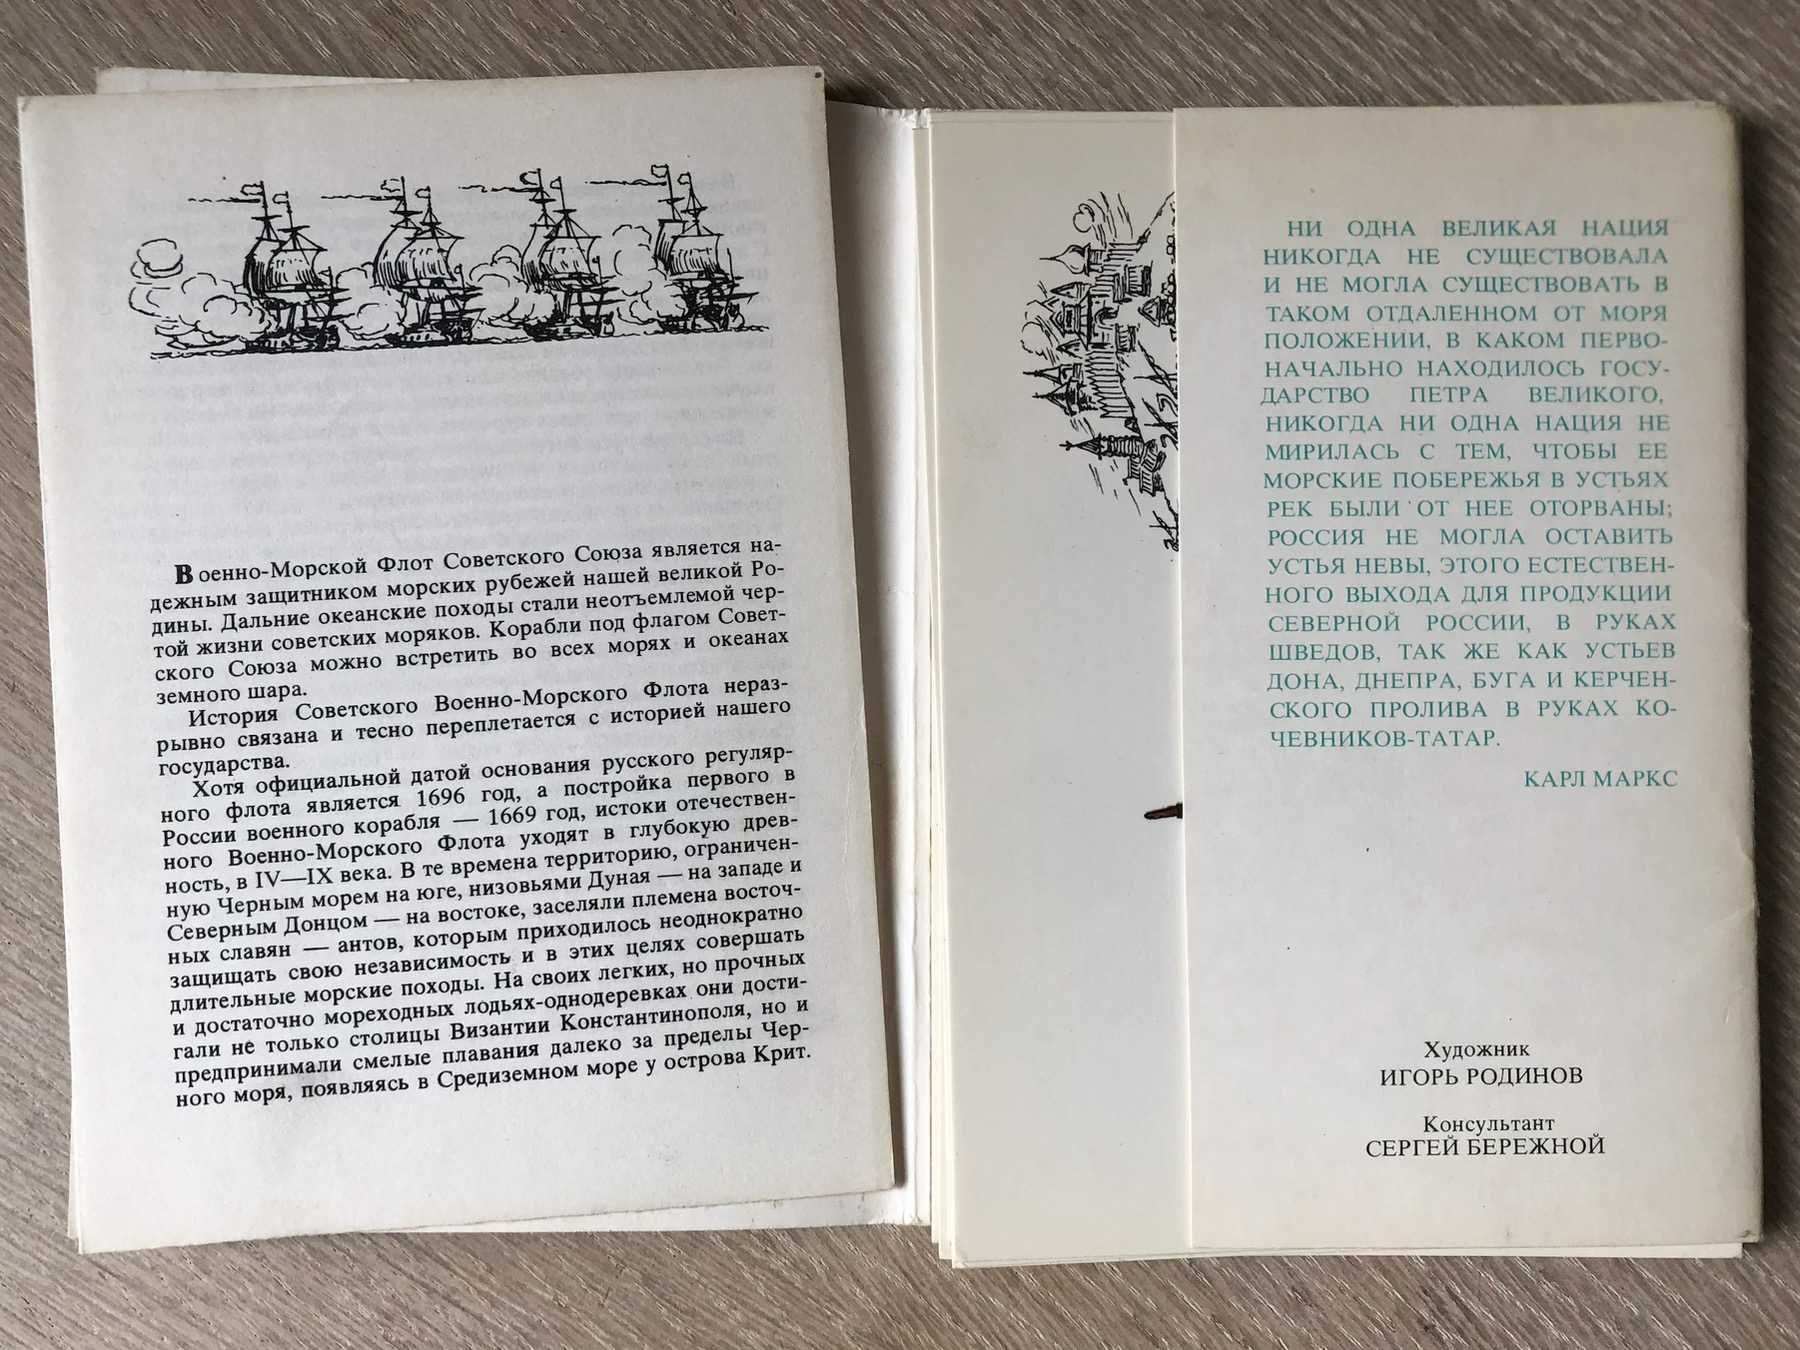 Военно-Морской Флот Советского Союза является на-
дежным защитником морских рубежей нашей великой Ро-
дины. Дальние океанские походы стали неотъемлемой чер-
той жизни советских моряков. Корабли под флагом Совет-
ского Союза можно встретить во всех морях и океанах
земного шара.
История Советского Военно-Морского Флота нераз-
рывно связана и тесно переплетается с историей нашего
государства.
Хотя официальной датой основания русского регуляр-
ного флота является 1696 год, а постройка первого в
России военного корабля — 1669 год, истоки отечествен-
ного Военно-Морского Флота уходят в глубокую древ-
ность, в IV—IX века. В те времена территорию, ограничен-
ную Черным морем на юге, низовьями Дуная — на западе и
Северным Донцом — на востоке, заселяли племена восточ-
ных славян — антов, которым приходилось неоднократно
защищать свою независимость и в этих целях совершать
длительные морские походы. На своих легких, но прочных
и достаточно мореходных лодьях-однодеревках они дости-
гали не только столицы Византии Константинополя, но и
предпринимали смелые плавания далеко за пределы Чер-
ного моря, появляясь в Средиземном море у острова Крит.
НИ ОДНА ВЕЛИКАЯ НАЦИЯ
НИКОГДА НЕ СУЩЕСТВОВАЛА
И НЕ МОГЛА СУЩЕСТВОВАТЬ В
ТАКОМ ОТДАЛЕННОМ ОТ МОРЯ
ПОЛОЖЕНИИ, В КАКОМ ПЕРВО-
НАЧАЛЬНО НАХОДИЛОСЬ ГОСУ-
ДАРСТВО ПЕТРА ВЕЛИКОГО,
НИКОГДА НИ ОДНА НАЦИЯ НЕ
МИРИЛАСЬ С ТЕМ, ЧТОБЫ ЕЕ
МОРСКИЕ ПОБЕРЕЖЬЯ В УСТЬЯХ
РЕК БЫЛИ ОТ НЕЕ ОТОРВАНЫ;
РОССИЯ НЕ МОГЛА ОСТАВИТЬ
УСТЬЯ НЕВЫ, ЭТОГО ЕСТЕСТВЕН-
НОГО ВЫХОДА ДЛЯ ПРОДУКЦИИ
СЕВЕРНОЙ РОССИИ, В РУКАХ
ШВЕДОВ, ТАК ЖЕ КАК УСТЬЕВ
ДОНА, ДНЕПРА, БУГА И КЕРЧЕН-
СКОГО ПРОЛИВА В РУКАХ КО-
ЧЕВНИКОВ-ТАТАР.
КАРЛ МАРКС
Художник
ИГОРЬ РОДИНОВ
Консультант
СЕРГЕЙ БЕРЕЖНОЙ